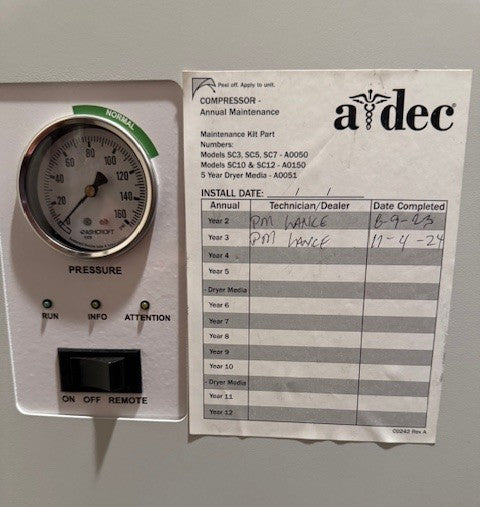 NORMAL
0 20 40 60 80 100 120 140 160
psi
ASHCROFT
PRESSURE
RUN INFO ATTENTION
ON OFF REMOTE
Peel off. Apply to unit.
COMPRESSOR -
Annual Maintenance
a dec
Maintenance Kit Part
Numbers:
Models SC3, SC5, SC7 - A0050
Models SC10 & SC12 - A0150
5 Year Dryer Media - A0051
INSTALL DATE: / /
Annual Technician/Dealer Date Completed
Year 2 PM LANCE 6-9-23
Year 3 PM LANCE 11-4-24
Year 4
Year 5
- Dryer Media
Year 6
Year 7
Year 8
Year 9
Year 10
- Dryer Media
Year 11
Year 12
C0242 Rev A